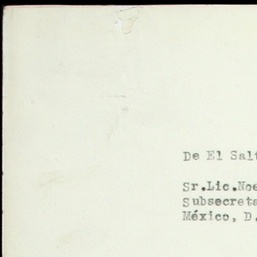 De El Salt
Sr.Lic.Noe
Subsecreta
México, D.